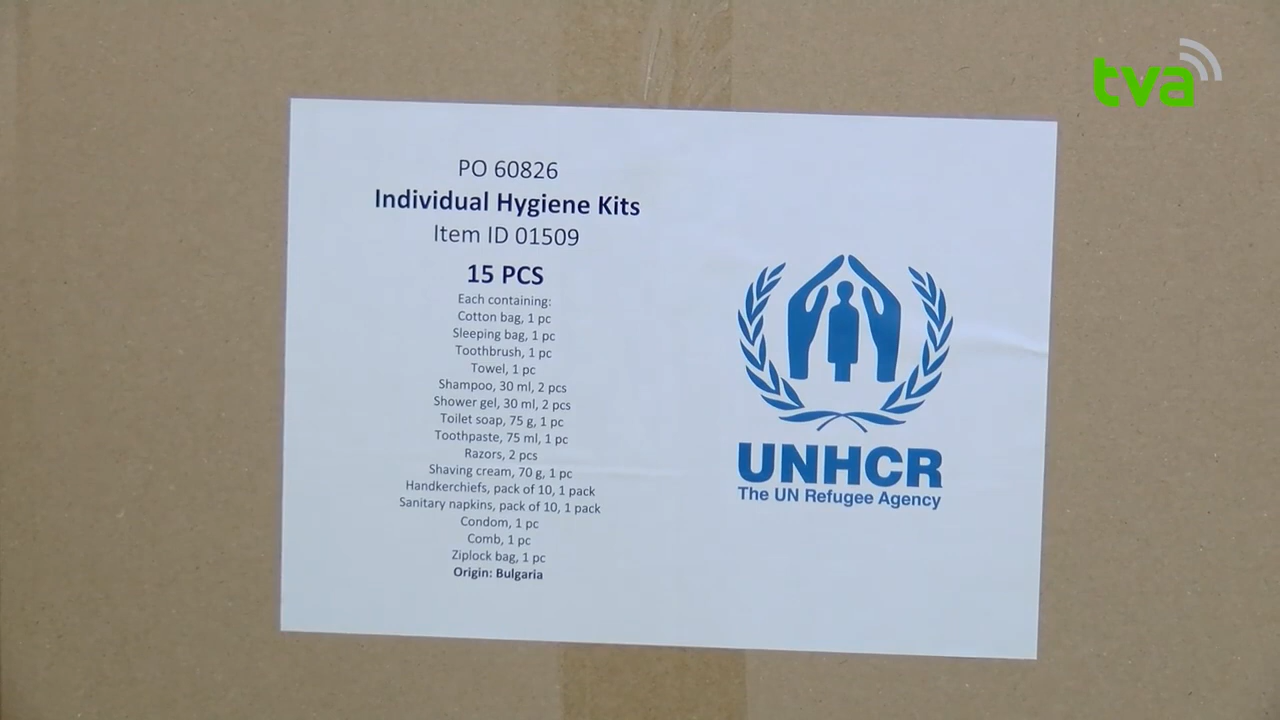 tva
PO 60826
Individual Hygiene Kits
Item ID 01509
15 PCS
Each containing:
Cotton bag, 1 pc
Sleeping bag, 1 pc
Toothbrush, 1 pc
Towel, 1 pc
Shampoo, 30 ml, 2 pcs
Shower gel, 30 ml, 2 pcs
Toilet soap, 75 g, 1 pc
Toothpaste, 75 ml, 1 pc
Razors, 2 pcs
Shaving cream, 70 g, 1 pc
Handkerchiefs, pack of 10, 1 pack
Sanitary napkins, pack of 10, 1 pack
Condom, 1 pc
Comb, 1 pc
Ziplock bag, 1 pc
Origin: Bulgaria
UNHCR
The UN Refugee Agency